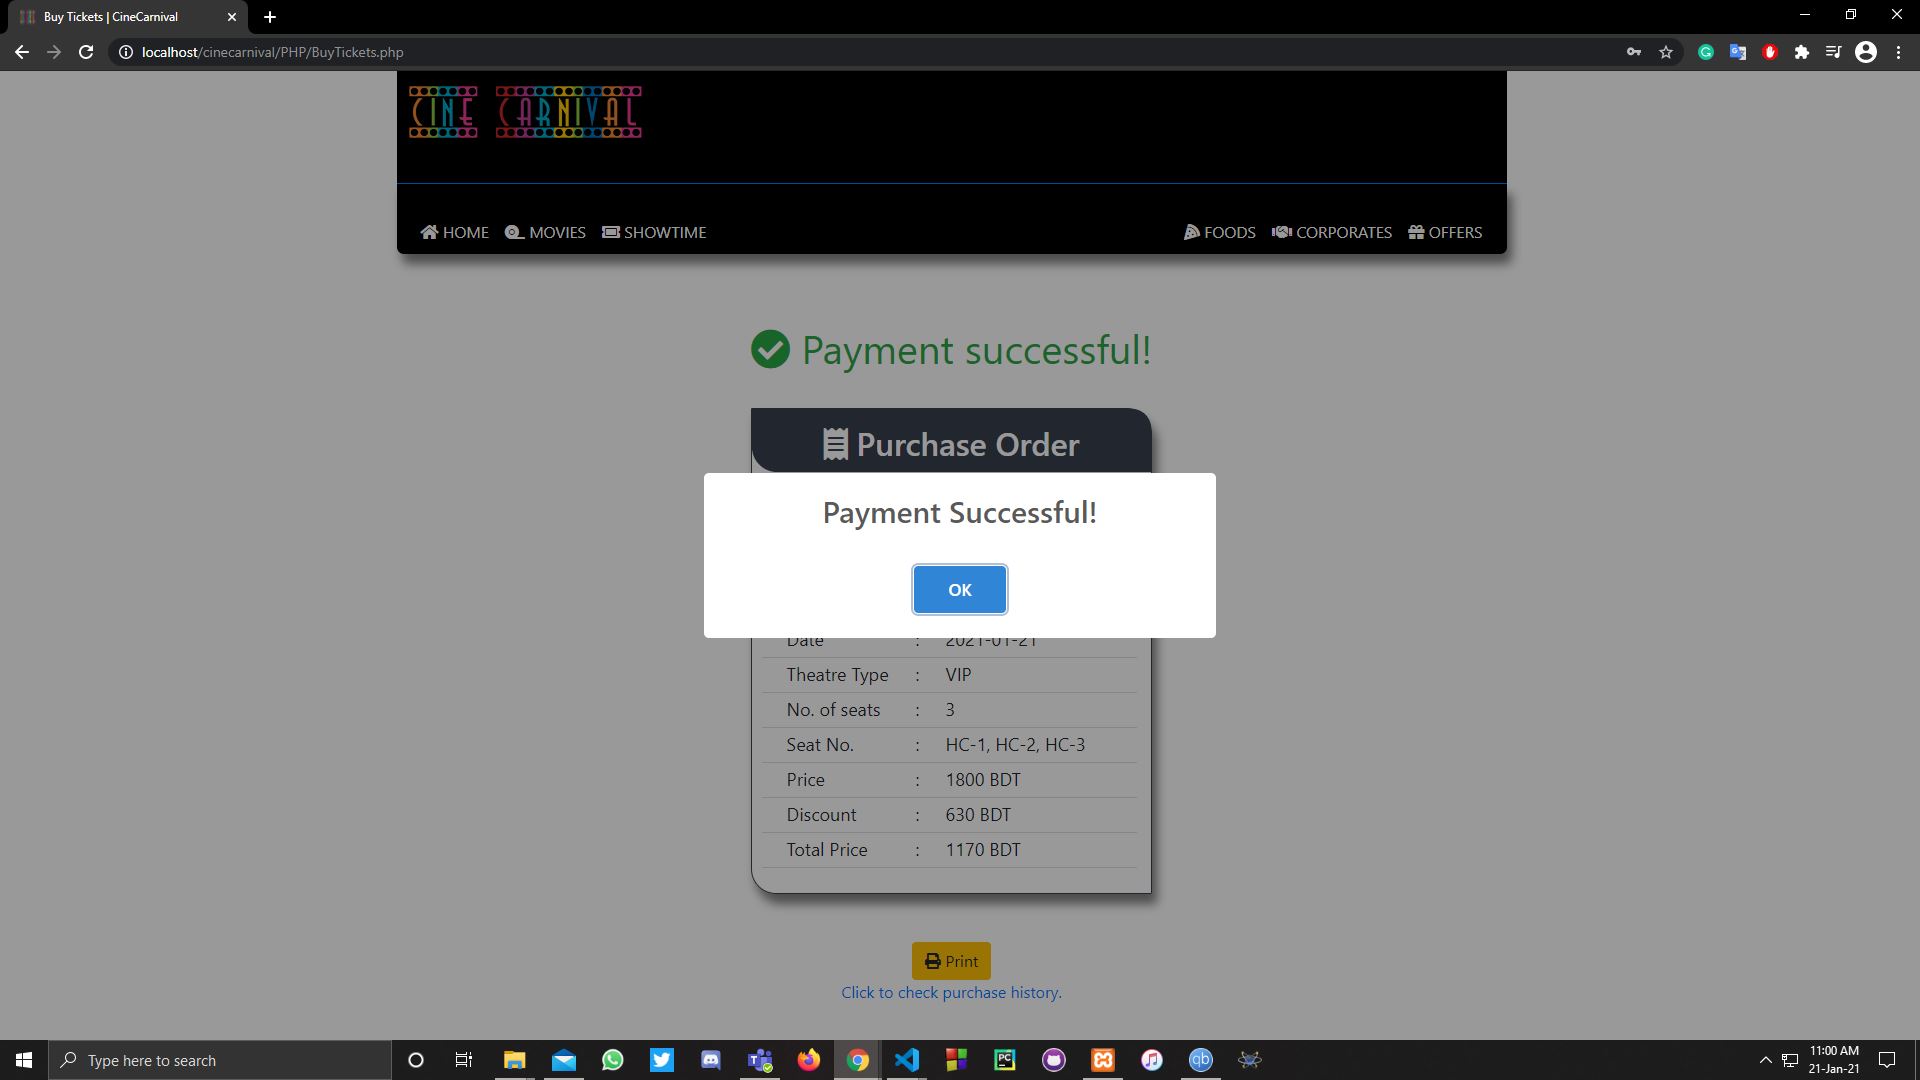 Buy Tickets | CineCarnival
localhost/cinecarnival/PHP/BuyTickets.php
CINE CARNIVAL
HOME MOVIES SHOWTIME FOODS CORPORATES OFFERS
Payment successful!
Purchase Order
Payment Successful!
OK
Date : 2021-01-21
Theatre Type : VIP
No. of seats : 3
Seat No. : HC-1, HC-2, HC-3
Price : 1800 BDT
Discount : 630 BDT
Total Price : 1170 BDT
Print
Click to check purchase history.
Type here to search
11:00 AM
21-Jan-21